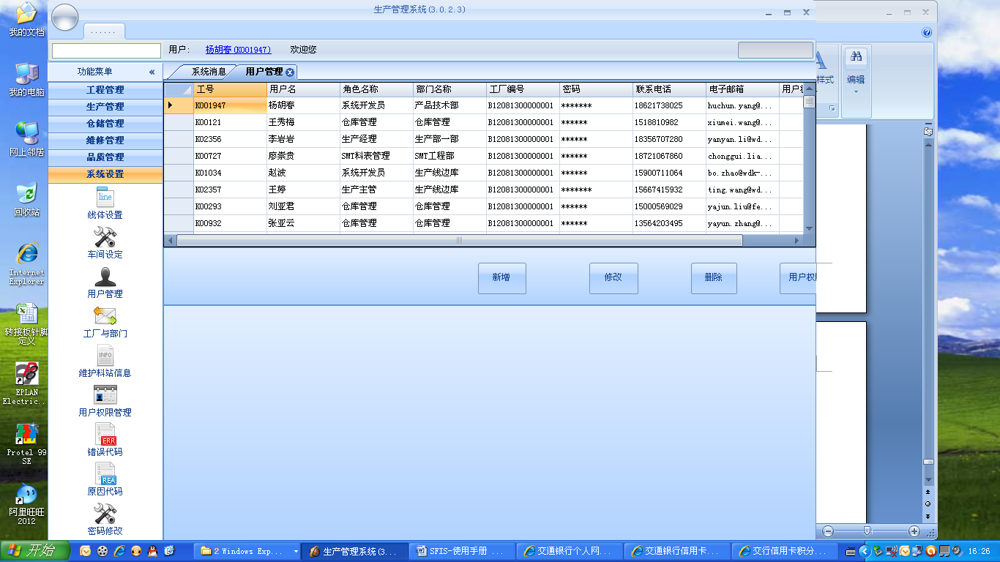 生产管理系统(3.0.2.3)
......
用户: 杨胡春(K001947) 欢迎您
功能菜单 «
工程管理
生产管理
仓储管理
维修管理
品质管理
系统设置
line
线体设置
车间设定
用户管理
工厂与部门
INFO
维护料站信息
用户权限管理
ERR
错误代码
REA
原因代码
密码修改
系统消息 用户管理
工号 用户名 角色名称 部门名称 工厂编号 密码 联系电话 电子邮箱
K001947 杨胡春 系统开发员 产品技术部 B12081300000001 ******* 18621738025 huchun.yang@...
K00121 王秀梅 仓库管理 仓库管理 B12081300000001 ****** 1518810982 xiumei.wang@...
K02356 李岩岩 生产经理 生产部一部 B12081300000001 ****** 18356707280 yanyan.li@wd...
K00727 廖崇贵 SMT料表管理 SMT工程部 B12081300000001 ****** 18721067860 chonggui.lia...
K01034 赵波 系统开发员 生产线边库 B12081300000001 ****** 15900711064 bo.zhao@wdk-...
K02357 王婷 生产主管 生产线边库 B12081300000001 ******* 15667415932 ting.wang@wd...
K00293 刘亚君 仓库管理 仓库管理 B12081300000001 ****** 15000569029 yajun.liu@fe...
K00932 张亚云 仓库管理 仓库管理 B12081300000001 ****** 13564203495 yayun.zhang@...
新增 修改 删除 用户权
样式
编辑
我的文档
我的电脑
网上邻居
回收站
Internet
Explorer
转接板针脚
定义
EPLAN
Electric...
Protel 99
SE
阿里旺旺
2012
开始
2 Windows Exp...
生产管理系统(3...
SFIS-使用手册 ...
交通银行个人网...
交通银行信用卡...
交行信用卡积分...
16:26